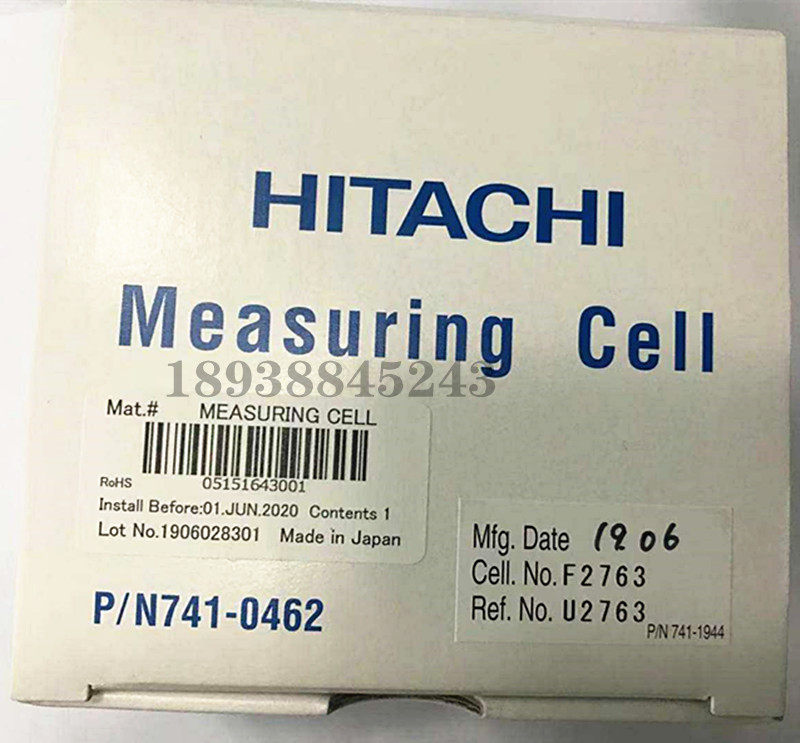 HITACHI
Measuring Cell
18938845243
Mat.# MEASURING CELL
RoHS 05151643001
Install Before:01.JUN.2020 Contents 1
Lot No.1906028301 Made in Japan
P/N741-0462
Mfg. Date 1906
Cell. No. F2763
Ref. No. U2763
P/N 741-1944